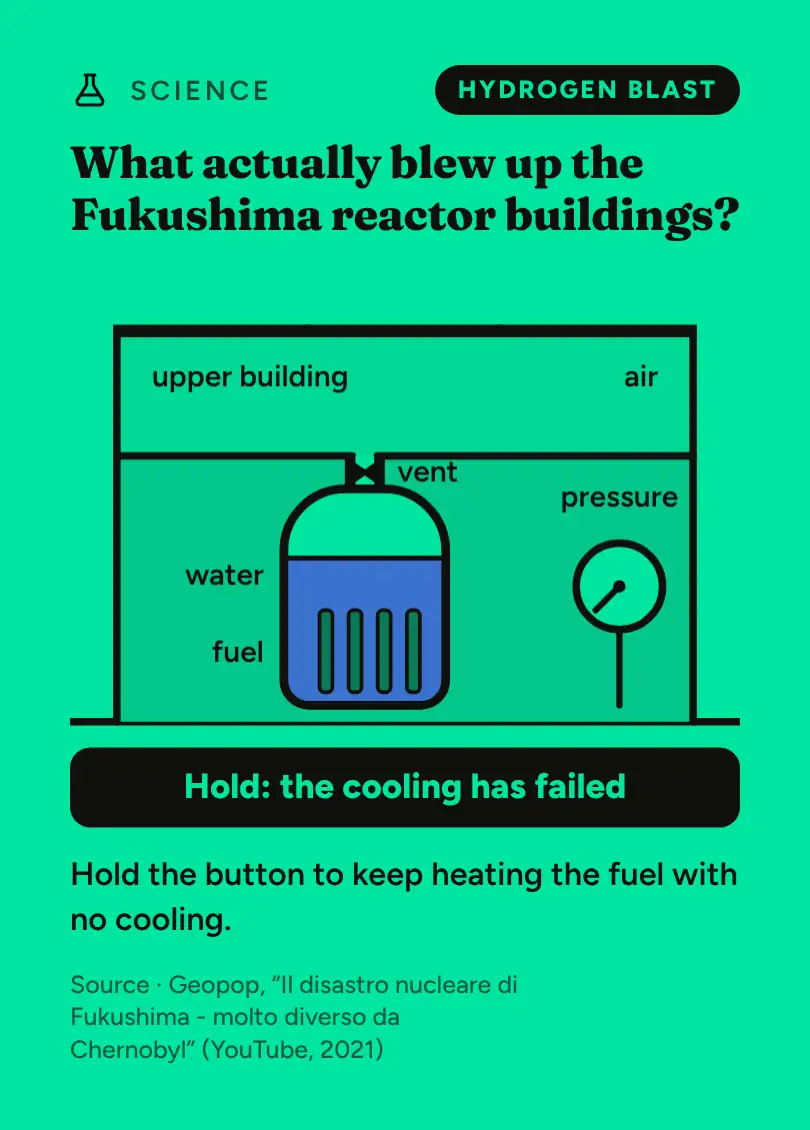 SCIENCE
HYDROGEN BLAST
What actually blew up the
Fukushima reactor buildings?
upper building
air
vent
pressure
water
fuel
Hold: the cooling has failed
Hold the button to keep heating the fuel with
no cooling.
Source · Geopop, “Il disastro nucleare di
Fukushima - molto diverso da
Chernobyl” (YouTube, 2021)